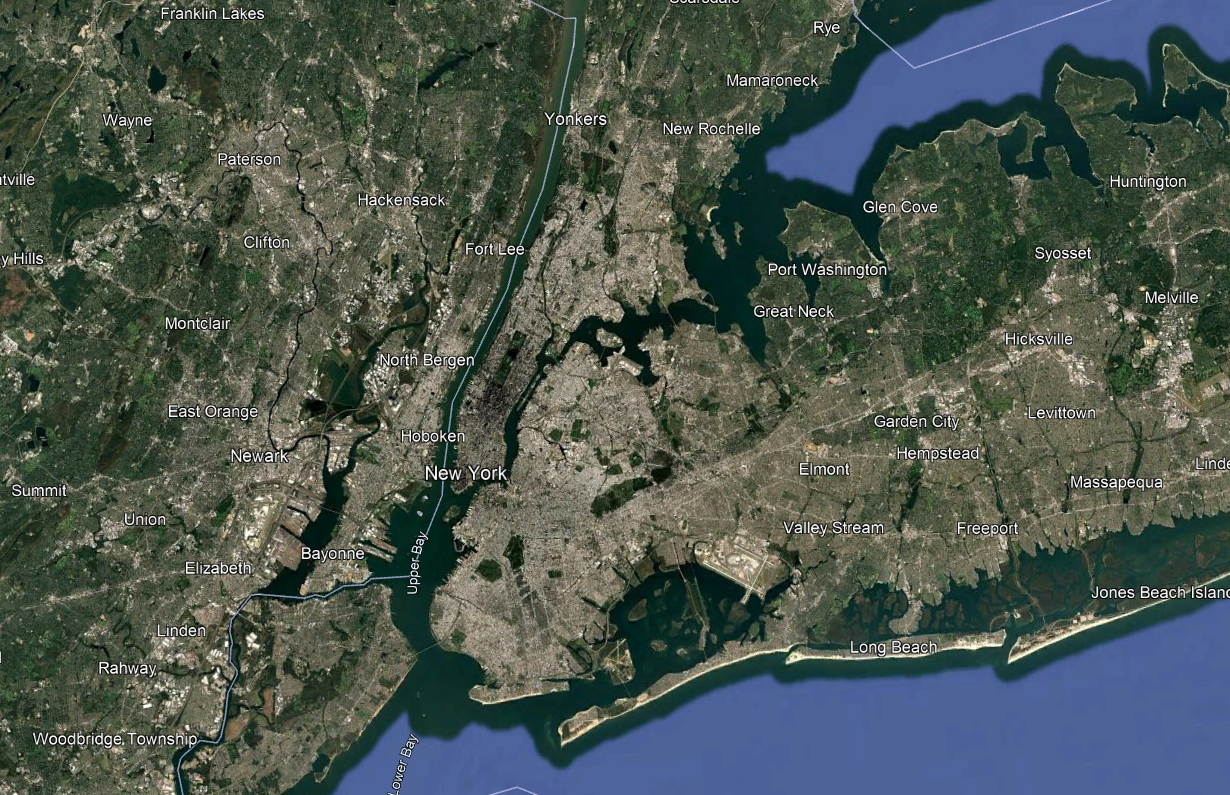 Franklin Lakes
Rye
Mamaroneck
Wayne
Yonkers
New Rochelle
Paterson
Huntington
Hackensack
Glen Cove
Clifton
Fort Lee
Syosset
y Hills
Port Washington
Melville
Great Neck
Montclair
Hicksville
North Bergen
East Orange
Levittown
Garden City
Hoboken
Hempstead
Newark
New York
Elmont
Linde
Massapequa
Summit
Union
Valley Stream
Freeport
Bayonne
Upper Bay
Elizabeth
Jones Beach Island
Linden
Long Beach
Rahway
Woodbridge Township
Lower Bay